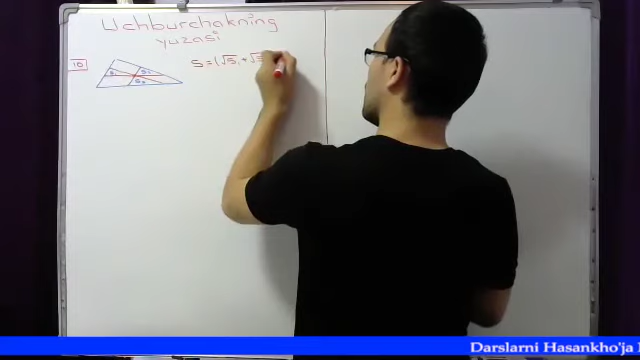 Uchburchakning
yuzasi
10
S₁ S₂
S₃
S=(√S₁+√S
Darslarni Hasankho'ja